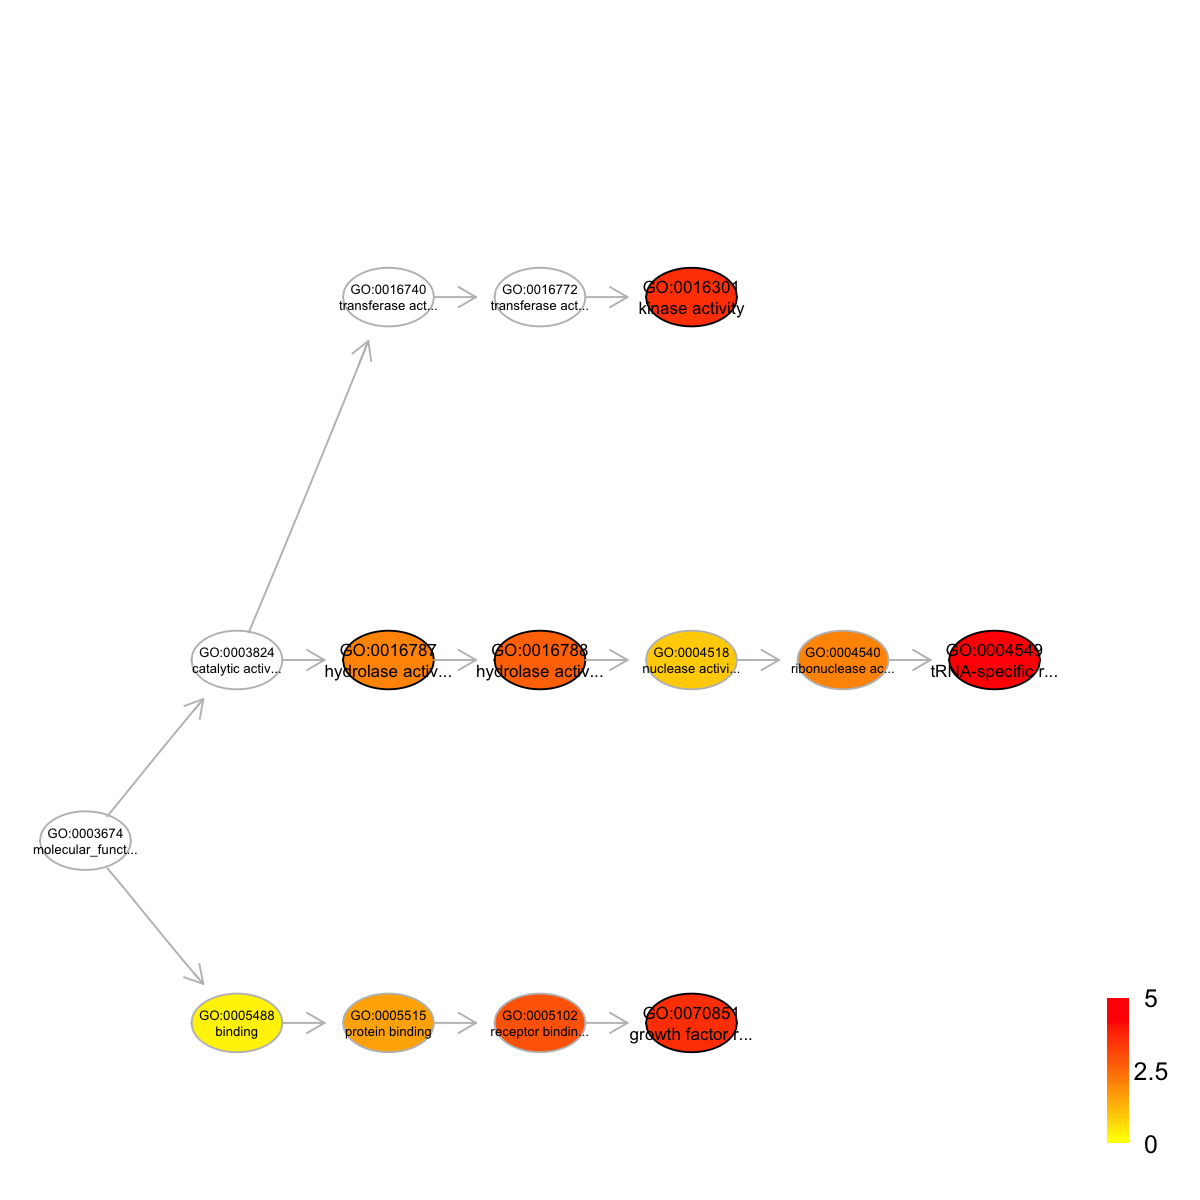 GO:0016740
transferase act...
GO:0016772
transferase act...
GO:0016301
kinase activity
GO:0003824
catalytic activ...
GO:0016787
hydrolase activ...
GO:0016788
hydrolase activ...
GO:0004518
nuclease activi...
GO:0004540
ribonuclease ac...
GO:0004549
tRNA-specific r...
GO:0003674
molecular_funct...
GO:0005488
binding
GO:0005515
protein binding
GO:0005102
receptor bindin...
GO:0070851
growth factor r...
5
2.5
0